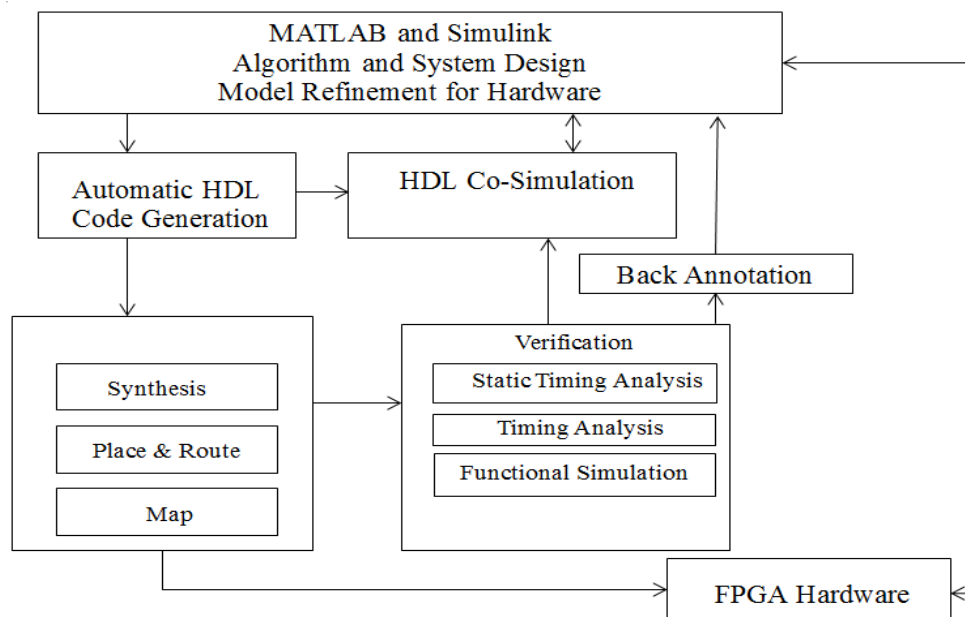 MATLAB and Simulink
Algorithm and System Design
Model Refinement for Hardware
Automatic HDL
Code Generation
HDL Co-Simulation
Back Annotation
Synthesis
Place & Route
Map
Verification
Static Timing Analysis
Timing Analysis
Functional Simulation
FPGA Hardware